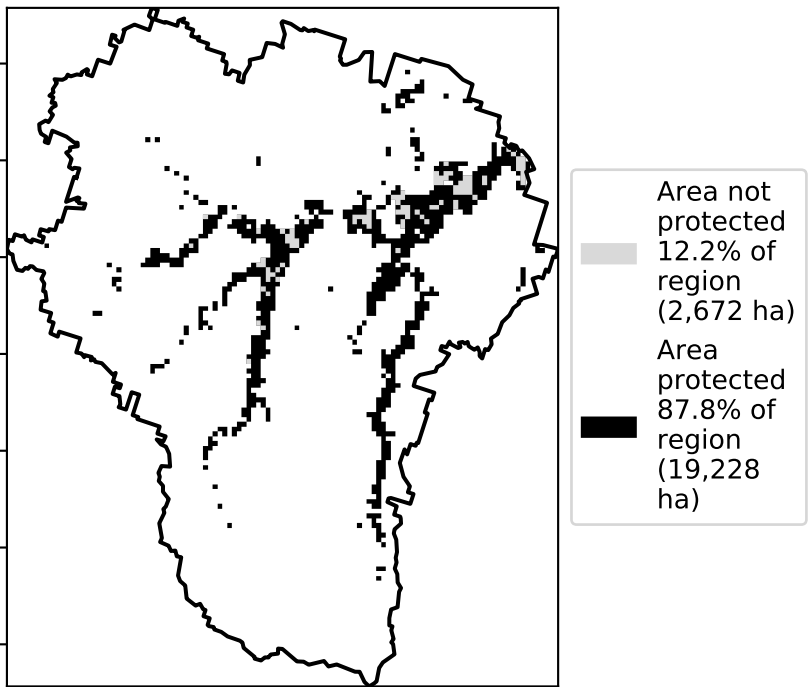 Area not
protected
12.2% of
region
(2,672 ha)
Area
protected
87.8% of
region
(19,228
ha)